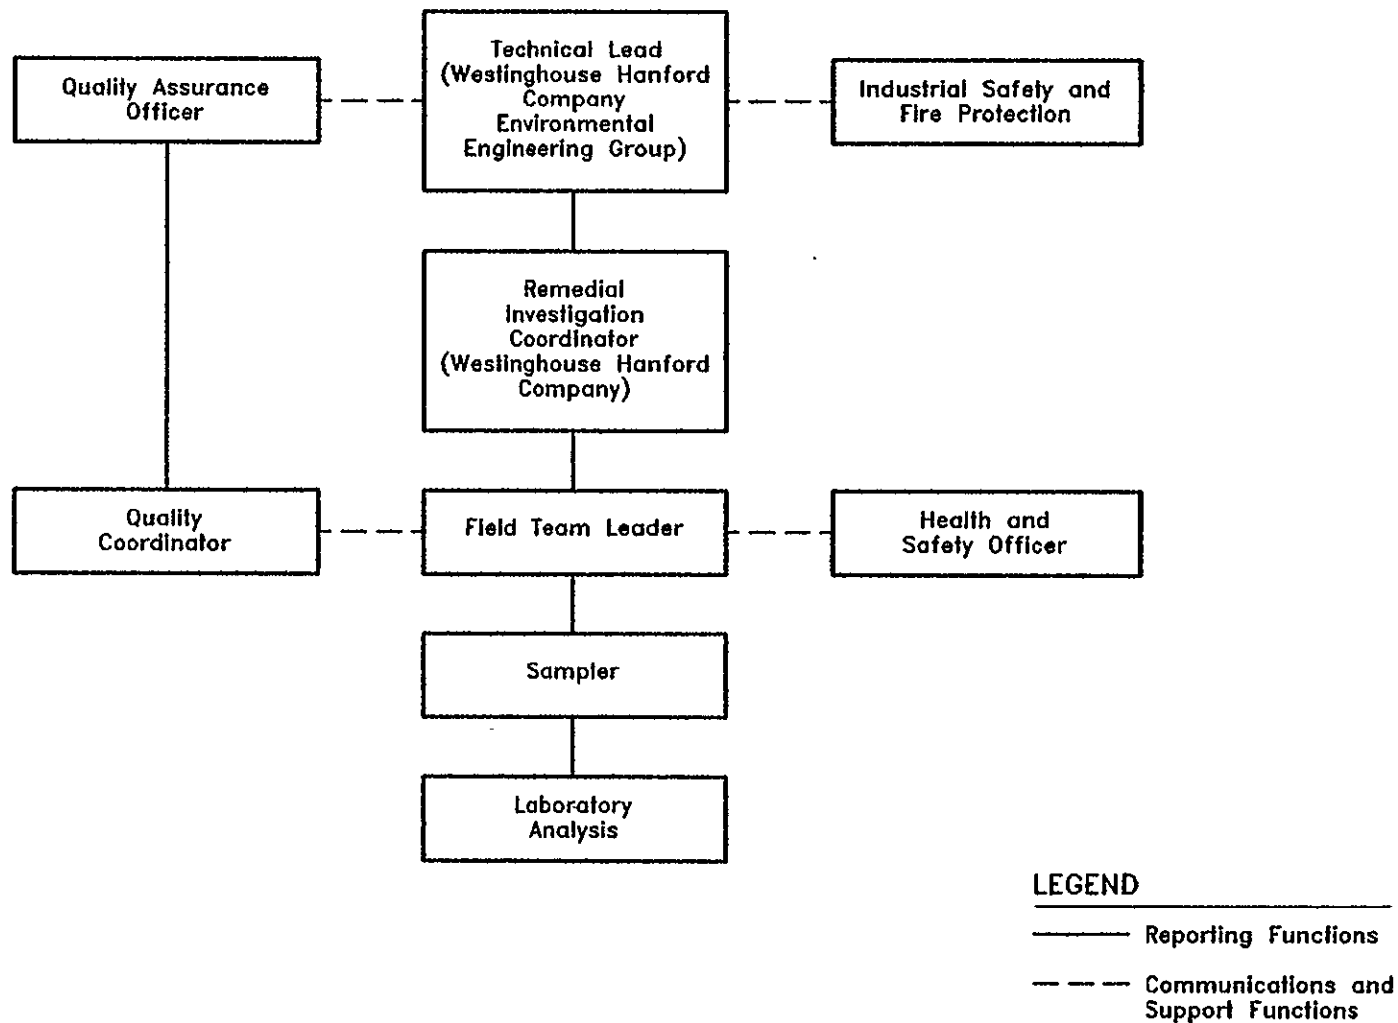 Technical Lead
(Westinghouse Hanford
Company
Environmental
Engineering Group)
Quality Assurance
Officer
Industrial Safety and
Fire Protection
Remedial
Investigation
Coordinator
(Westinghouse Hanford
Company)
Quality
Coordinator
Field Team Leader
Health and
Safety Officer
Sampler
Laboratory
Analysis
LEGEND
Reporting Functions
Communications and
Support Functions